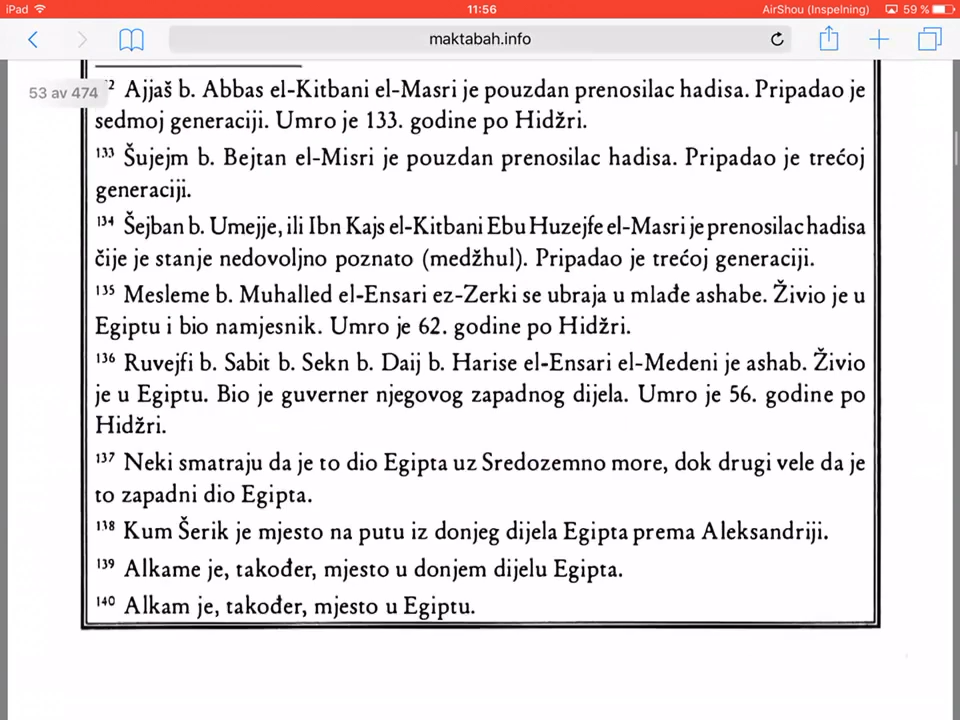 iPad 11:56 AirShou (Inspelning) 59 %
maktabah.info
53 av 474
2 Ajjaš b. Abbas el-Kitbani el-Masri je pouzdan prenosilac hadisa. Pripadao je
sedmoj generaciji. Umro je 133. godine po Hidžri.
133 Šujejm b. Bejtan el-Misri je pouzdan prenosilac hadisa. Pripadao je trećoj
generaciji.
134 Šejban b. Umejje, ili Ibn Kajs el-Kitbani Ebu Huzejfe el-Masri je prenosilac hadisa
čije je stanje nedovoljno poznato (medžhul). Pripadao je trećoj generaciji.
135 Mesleme b. Muhalled el-Ensari ez-Zerki se ubraja u mlađe ashabe. Živio je u
Egiptu i bio namjesnik. Umro je 62. godine po Hidžri.
136 Ruvejfi b. Sabit b. Sekn b. Daij b. Harise el-Ensari el-Medeni je ashab. Živio
je u Egiptu. Bio je guverner njegovog zapadnog dijela. Umro je 56. godine po
Hidžri.
137 Neki smatraju da je to dio Egipta uz Sredozemno more, dok drugi vele da je
to zapadni dio Egipta.
138 Kum Šerik je mjesto na putu iz donjeg dijela Egipta prema Aleksandriji.
139 Alkame je, također, mjesto u donjem dijelu Egipta.
140 Alkam je, također, mjesto u Egiptu.